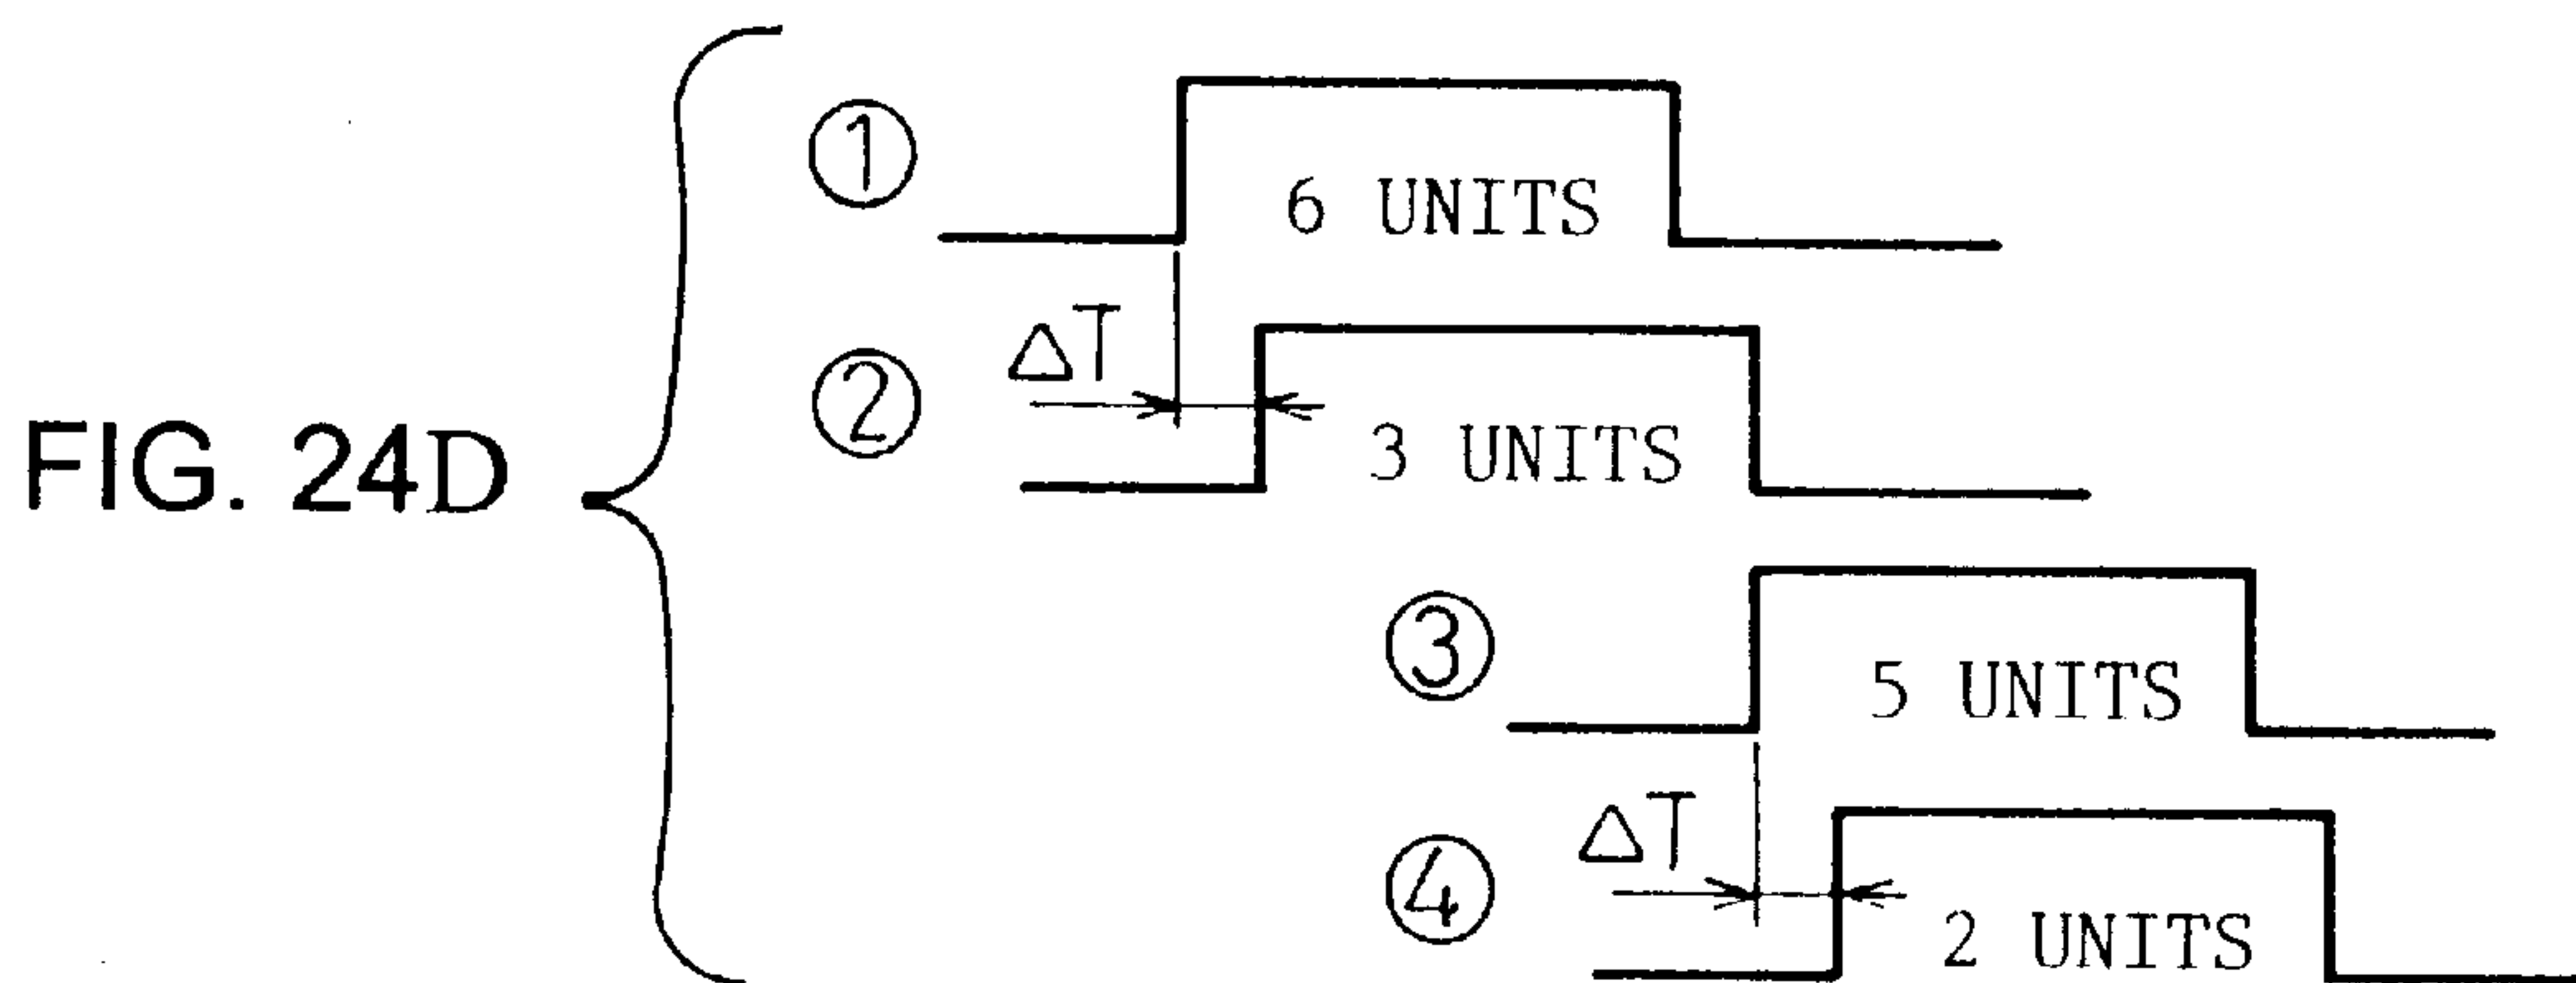 FIG. 24D
①
6 UNITS
ΔT
②
3 UNITS
③
5 UNITS
ΔT
④
2 UNITS